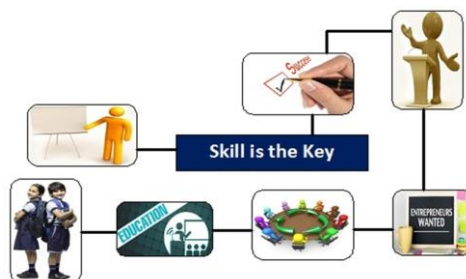 Success
Skill is the Key
EDUCATION
ENTREPRENEURS
WANTED